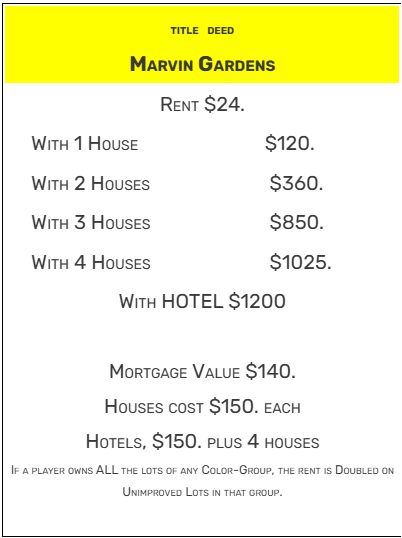 TITLE DEED
MARVIN GARDENS
RENT $24.
WITH 1 HOUSE $120.
WITH 2 HOUSES $360.
WITH 3 HOUSES $850.
WITH 4 HOUSES $1025.
WITH HOTEL $1200
MORTGAGE VALUE $140.
HOUSES COST $150. EACH
HOTELS, $150. PLUS 4 HOUSES
IF A PLAYER OWNS ALL THE LOTS OF ANY COLOR-GROUP, THE RENT IS DOUBLED ON
UNIMPROVED LOTS IN THAT GROUP.